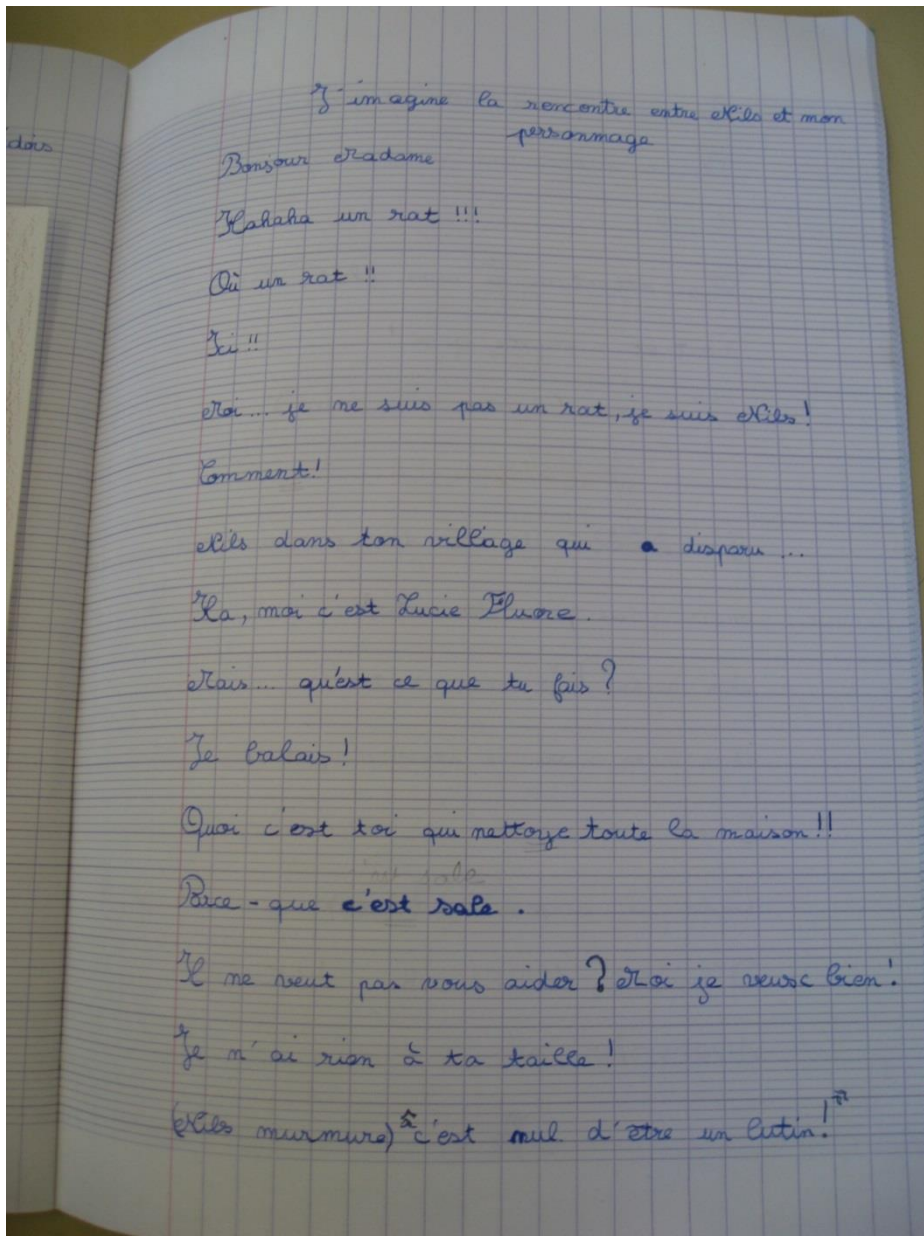 J'imagine la rencontre entre Nils et mon
personnage
Bonjour Madame
Hahaha un rat !!!
Où un rat !!
Ici !!
Moi... je ne suis pas un rat, je suis Nils !
Comment !
Nils dans ton village qui a disparu ...
Ha, moi c'est Lucie
Mais... qu'est ce que tu fais ?
Je balais !
Quoi c'est toi qui nettoye toute la maison !!
Parce-que c'est sale .
Il ne veut pas vous aider ? Moi je veux bien !
Je n'ai rien à ta taille !
(Nils murmure) "c'est nul d'être un lutin !"